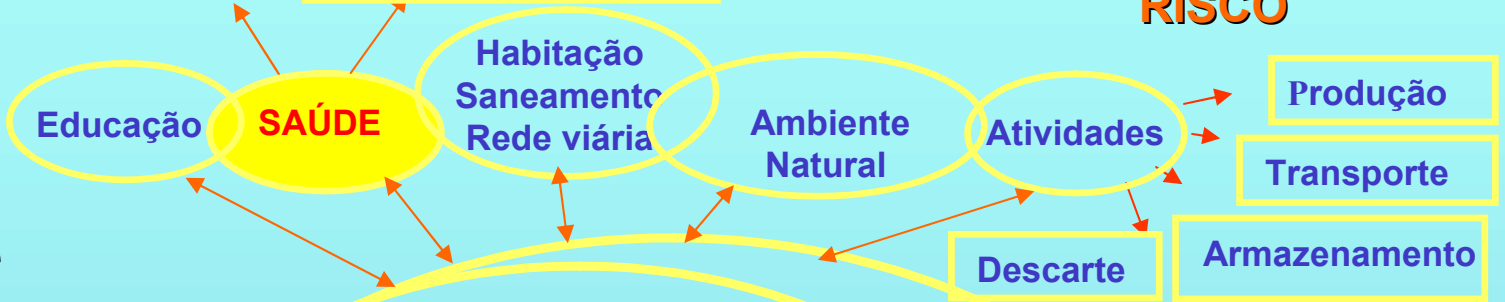 RISCO
Habitação
Saneamento
Rede viária
Educação
SAÚDE
Ambiente
Natural
Atividades
Produção
Transporte
Armazenamento
Descarte